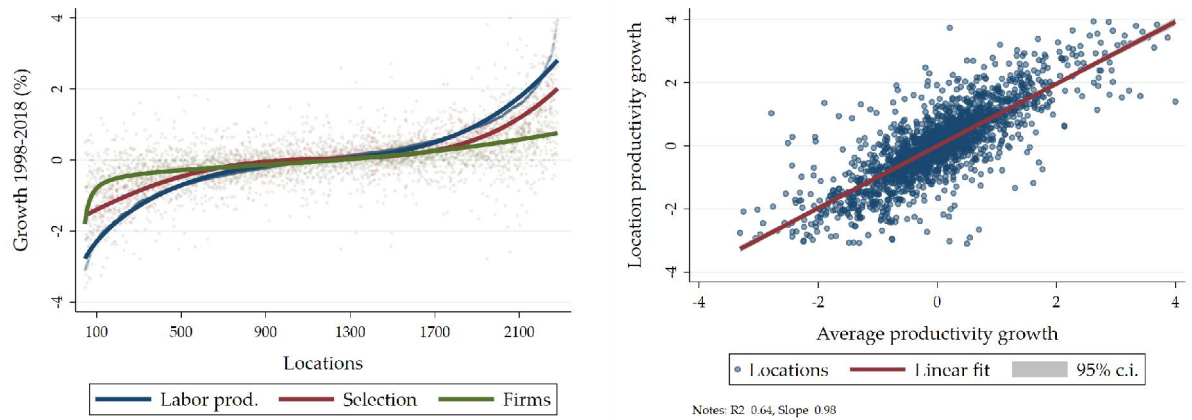 Growth 1998-2018 (%)
4
2
0
-2
-4
100 500 900 1300 1700 2100
Locations
Labor prod. Selection Firms
Location productivity growth
4
2
0
-2
-4
-4 -2 0 2 4
Average productivity growth
Locations Linear fit 95% c.i.
Notes: R2 0.64, Slope 0.98